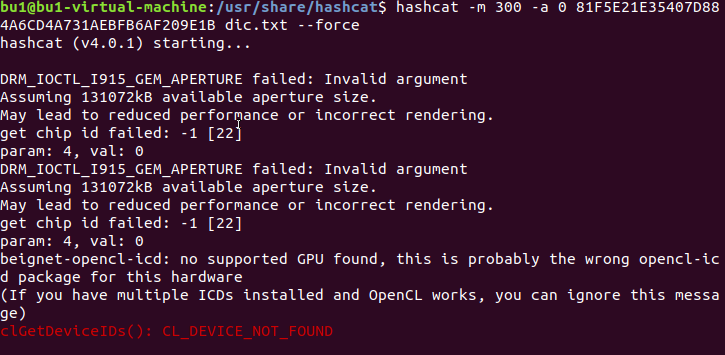 bu1@bu1-virtual-machine:/usr/share/hashcat$ hashcat -m 300 -a 0 81F5E21E35407D88
4A6CD4A731AEBFB6AF209E1B dic.txt --force
hashcat (v4.0.1) starting...
DRM_IOCTL_I915_GEM_APERTURE failed: Invalid argument
Assuming 131072kB available aperture size.
May lead to reduced performance or incorrect rendering.
get chip id failed: -1 [22]
param: 4, val: 0
DRM_IOCTL_I915_GEM_APERTURE failed: Invalid argument
Assuming 131072kB available aperture size.
May lead to reduced performance or incorrect rendering.
get chip id failed: -1 [22]
param: 4, val: 0
beignet-opencl-icd: no supported GPU found, this is probably the wrong opencl-ic
d package for this hardware
(If you have multiple ICDs installed and OpenCL works, you can ignore this messa
ge)
clGetDeviceIDs(): CL_DEVICE_NOT_FOUND